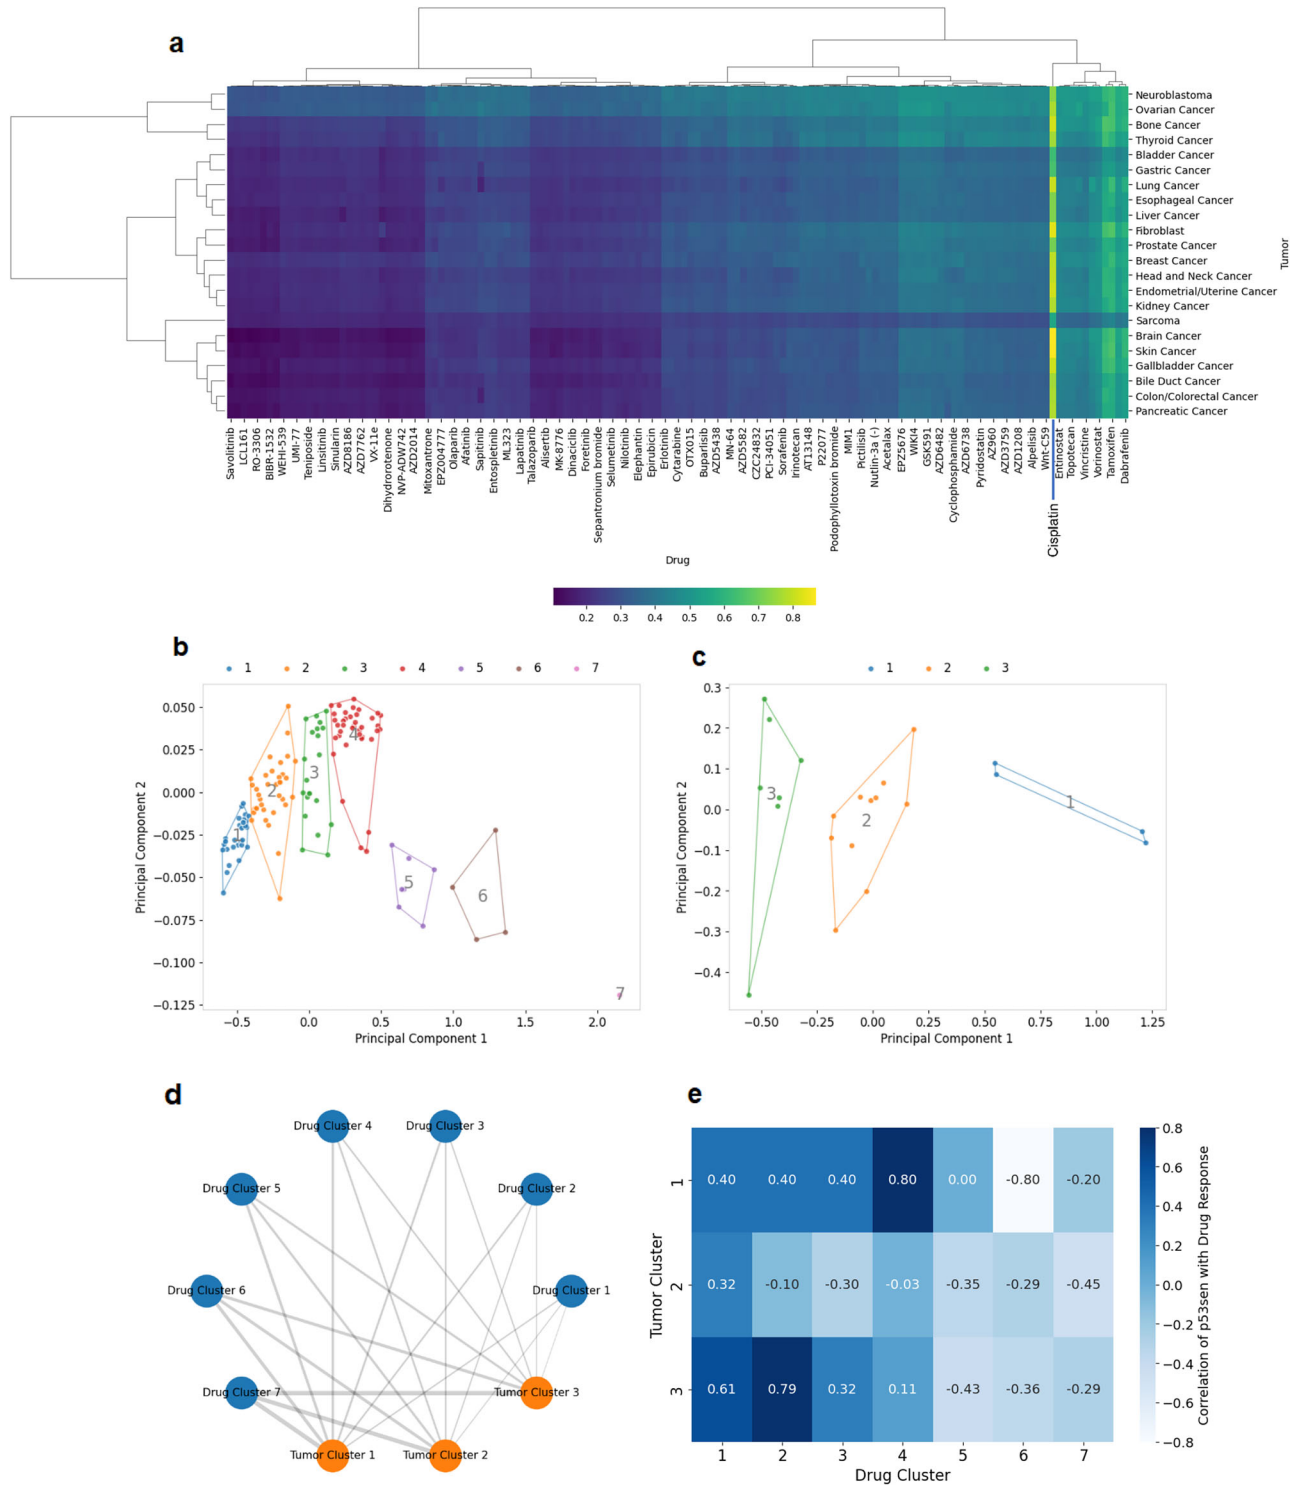 a
Neuroblastoma
Ovarian Cancer
Bone Cancer
Thyroid Cancer
Bladder Cancer
Gastric Cancer
Lung Cancer
Esophageal Cancer
Liver Cancer
Fibroblast
Prostate Cancer
Breast Cancer
Head and Neck Cancer
Endometrial/Uterine Cancer
Kidney Cancer
Sarcoma
Brain Cancer
Skin Cancer
Gallbladder Cancer
Bile Duct Cancer
Colon/Colorectal Cancer
Pancreatic Cancer
Tumor
Savolitinib
LCL161
RO-3306
BIBR-1532
WEHI-539
UMI-77
Teniposide
Linsitinib
Sinularin
AZD8186
AZD7762
VX-11e
Dihydrorotenone
NVP-ADW742
AZD2014
Mitoxantrone
EPZ004777
Olaparib
Afatinib
Sapitinib
Entospletinib
ML323
Lapatinib
Talazoparib
Alisertib
MK-8776
Dinaciclib
Foretinib
Sepantronium bromide
Selumetinib
Nilotinib
Elephantin
Epirubicin
Erlotinib
Cytarabine
OTX015
Buparlisib
AZD5438
MN-64
AZD5582
CZC24832
PCI-34051
Sorafenib
Irinotecan
AT13148
P22077
Podophyllotoxin bromide
MIM1
Pictilisib
Nutlin-3a (-)
Acetalax
EPZ5676
WIKI4
GSK591
AZD6482
Cyclophosphamide
AZD6738
Pyridostatin
AZ960
AZD3759
AZD1208
Alpelisib
Wnt-C59
Cisplatin
Entinostat
Topotecan
Vincristine
Vorinostat
Tamoxifen
Dabrafenib
Drug
0.2 0.3 0.4 0.5 0.6 0.7 0.8
b
1 2 3 4 5 6 7
Principal Component 2
0.050
0.025
0.000
−0.025
−0.050
−0.075
−0.100
−0.125
1
2
3
4
5
6
7
−0.5 0.0 0.5 1.0 1.5 2.0
Principal Component 1
c
1 2 3
Principal Component 2
0.3
0.2
0.1
0.0
−0.1
−0.2
−0.3
−0.4
3
2
1
−0.50 −0.25 0.00 0.25 0.50 0.75 1.00 1.25
Principal Component 1
d
Drug Cluster 4
Drug Cluster 3
Drug Cluster 5
Drug Cluster 2
Drug Cluster 6
Drug Cluster 1
Drug Cluster 7
Tumor Cluster 3
Tumor Cluster 1
Tumor Cluster 2
e
Tumor Cluster
1 0.40 0.40 0.40 0.80 0.00 -0.80 -0.20
2 0.32 -0.10 -0.30 -0.03 -0.35 -0.29 -0.45
3 0.61 0.79 0.32 0.11 -0.43 -0.36 -0.29
1 2 3 4 5 6 7
Drug Cluster
0.8
0.6
0.4
0.2
0.0
−0.2
−0.4
−0.6
−0.8
Correlation of p53sen with Drug Response